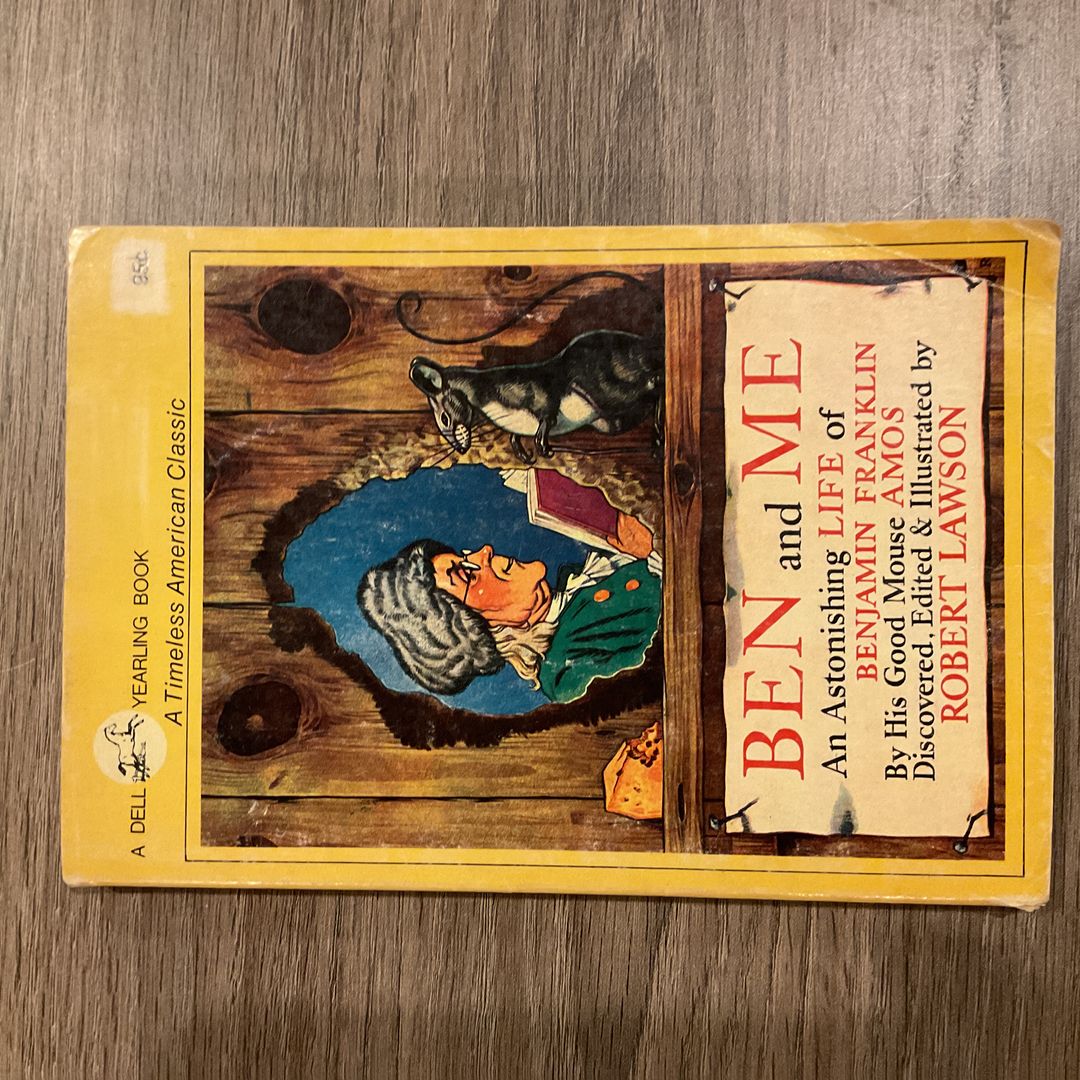 95¢
A DELL YEARLING BOOK
A Timeless American Classic
BEN and ME
An Astonishing LIFE of
BENJAMIN FRANKLIN
By His Good Mouse AMOS
Discovered, Edited & Illustrated by
ROBERT LAWSON